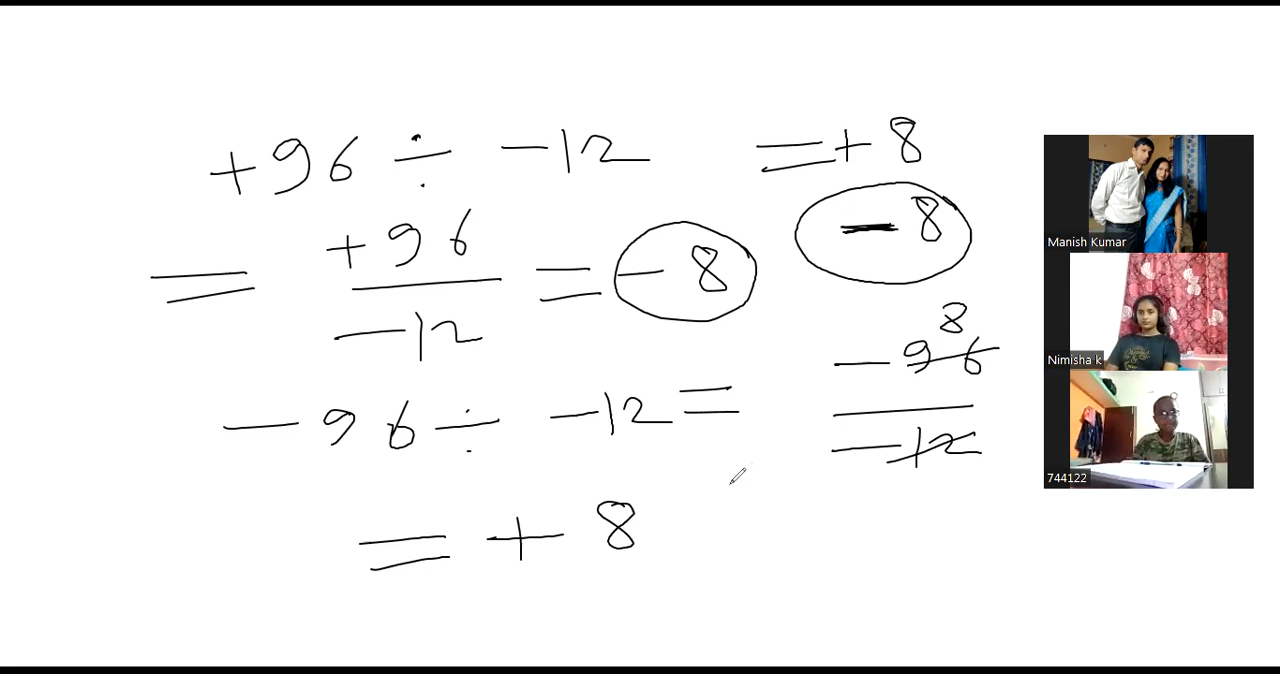 +96 ÷ -12 = +8
-8
= +96/-12 = -8
-96 ÷ -12 = -96/-12 8
= +8
Manish Kumar
Nimisha k
744122